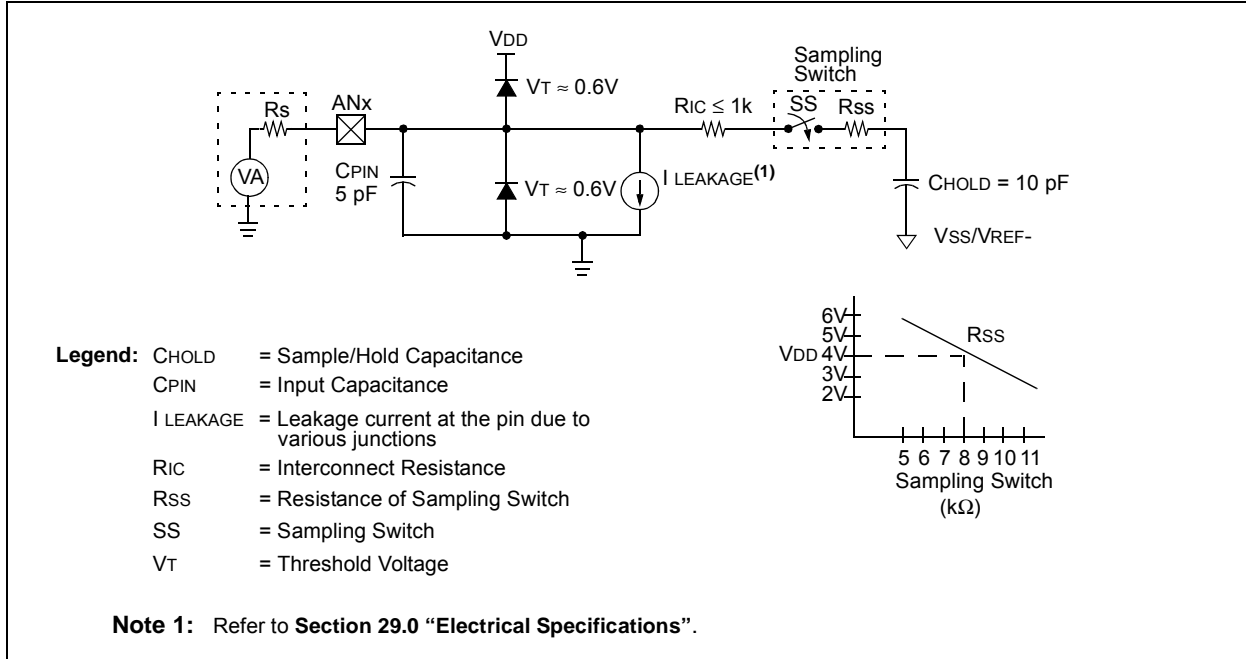 VDD
VT ≈ 0.6V
Sampling
Switch
Rs
ANx
RIC ≤ 1k
SS
Rss
VA
CPIN
5 pF
VT ≈ 0.6V
I LEAKAGE(1)
CHOLD = 10 pF
VSS/VREF-
6V
5V
VDD 4V
3V
2V
RSS
5 6 7 8 9 10 11
Sampling Switch
(kΩ)
Legend: CHOLD = Sample/Hold Capacitance
CPIN = Input Capacitance
I LEAKAGE = Leakage current at the pin due to
various junctions
RIC = Interconnect Resistance
RSS = Resistance of Sampling Switch
SS = Sampling Switch
VT = Threshold Voltage
Note 1: Refer to Section 29.0 “Electrical Specifications”.